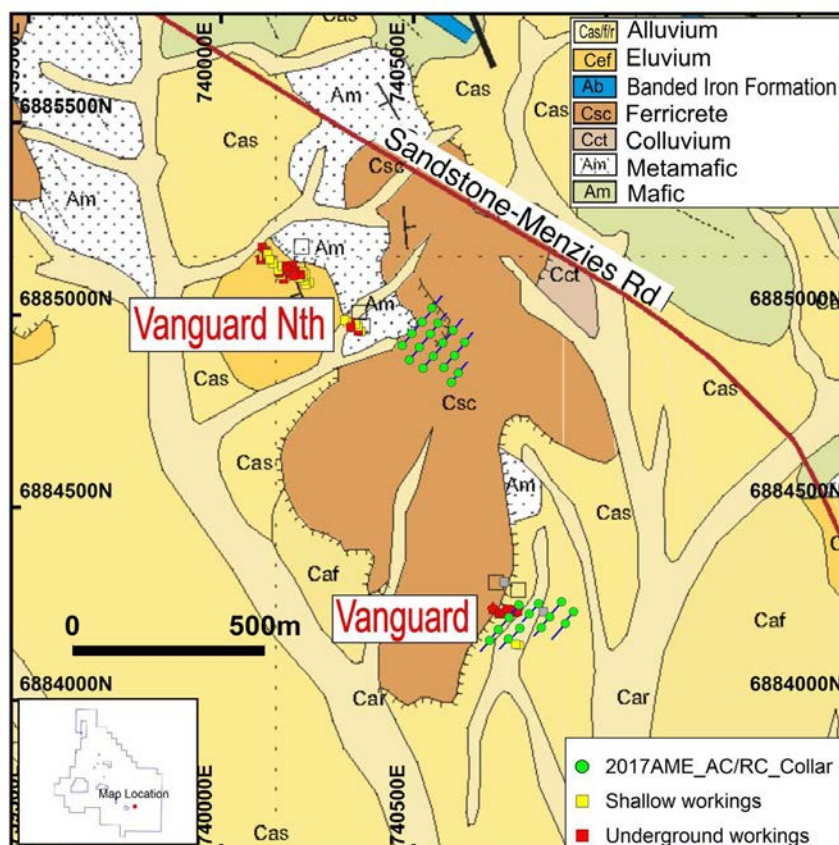 Cas/f/r Alluvium
Cef Eluvium
Ab Banded Iron Formation
Csc Ferricrete
Cct Colluvium
Am Metamafic
Am Mafic
740000E
740500E
Cas
Cas
6885500N
6885500N
Am
Am
Cas
Cas
Csc
Sandstone-Menzies Rd
Am
Cct
Am
6885000N
6885000N
Vanguard Nth
Cas
Csc
Cas
Cas
Am
6884500N
6884500N
Cas
Caf
Vanguard
Caf
0 500m
Car
Car
6884000N
6884000N
Map Location
740000E
740500E
Cas
2017AME_AC/RC_Collar
Shallow workings
Underground workings